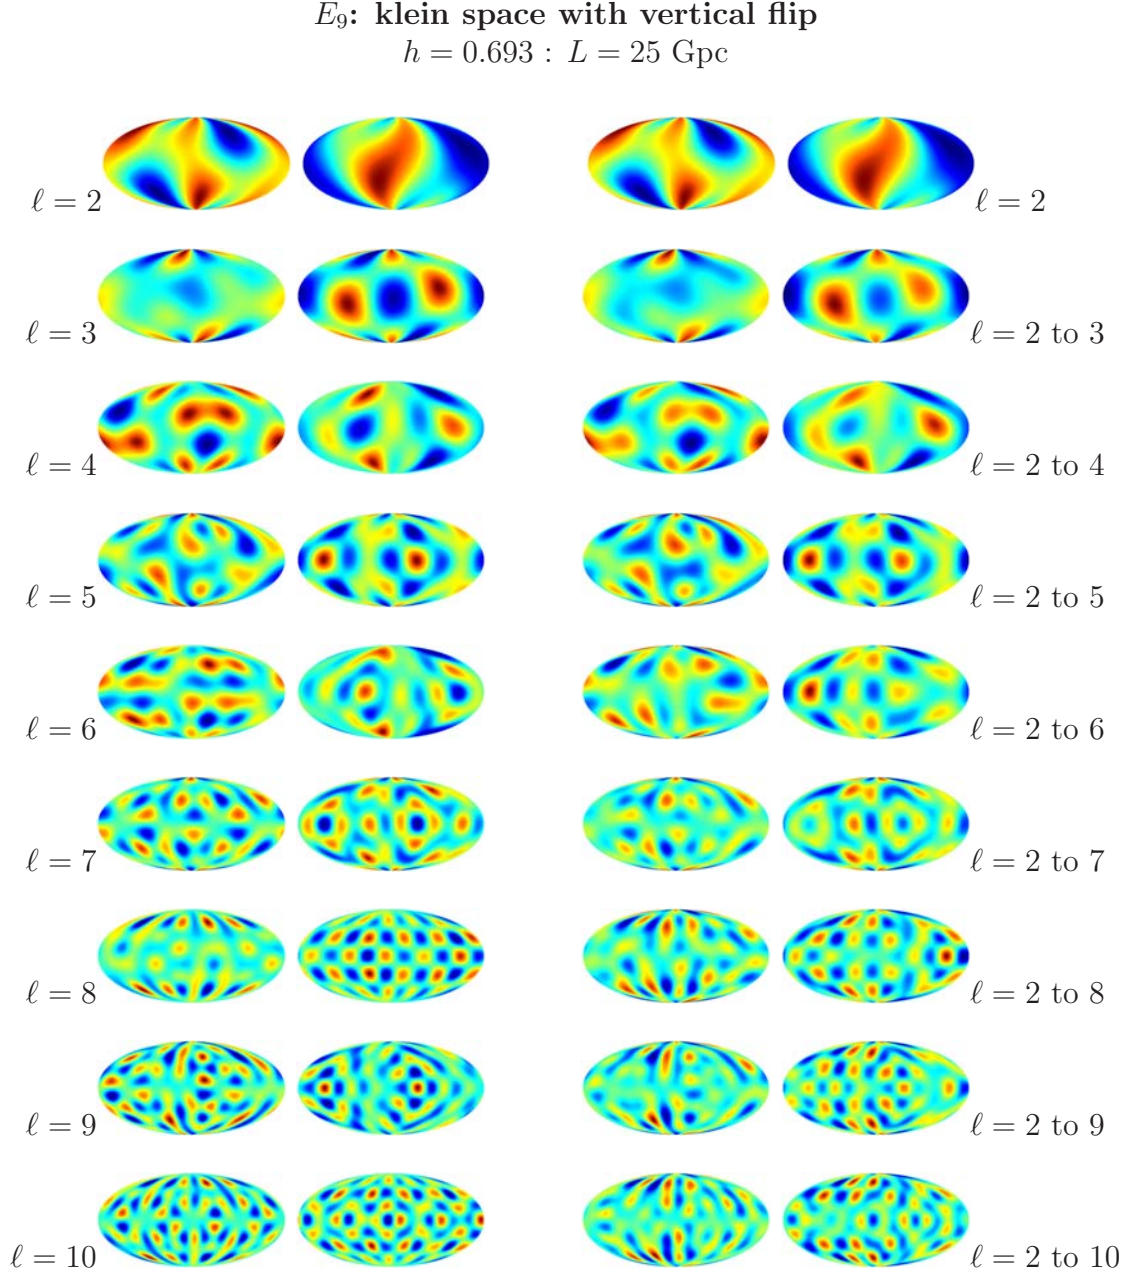 E₉: klein space with vertical flip
h = 0.693 : L = 25 Gpc
ℓ = 2 ℓ = 2
ℓ = 3 ℓ = 2 to 3
ℓ = 4 ℓ = 2 to 4
ℓ = 5 ℓ = 2 to 5
ℓ = 6 ℓ = 2 to 6
ℓ = 7 ℓ = 2 to 7
ℓ = 8 ℓ = 2 to 8
ℓ = 9 ℓ = 2 to 9
ℓ = 10 ℓ = 2 to 10